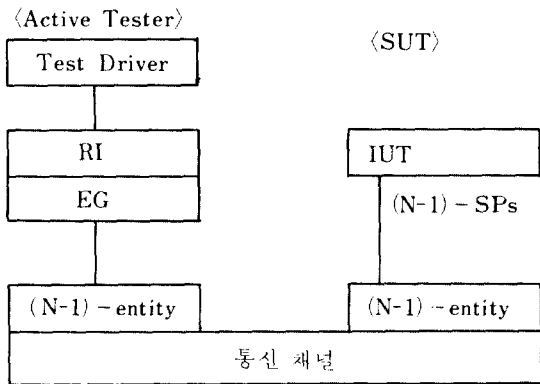 〈Active Tester〉
Test Driver
RI
EG
(N-1)-entity
〈SUT〉
IUT
(N-1)-SPs
(N-1)-entity
통신 채널